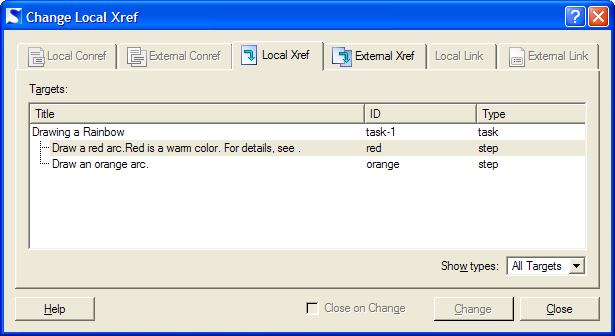 Change Local Xref
Local Conref External Conref Local Xref External Xref Local Link External Link
Targets:
Title ID Type
Drawing a Rainbow task-1 task
Draw a red arc.Red is a warm color. For details, see . red step
Draw an orange arc. orange step
Show types: All Targets
Help Close on Change Change Close